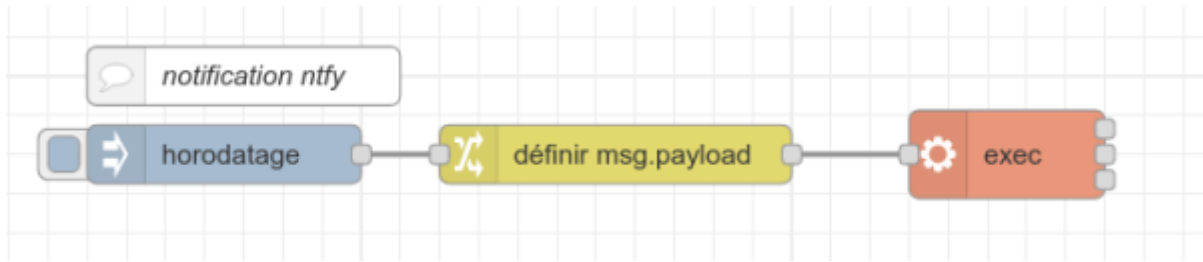 notification ntfy
horodatage
définir msg.payload
exec